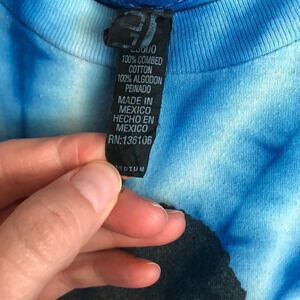 100% COMBED
COTTON
100% ALGODON
PEINADO
MADE IN
MEXICO
HECHO EN
MEXICO
RN:136106